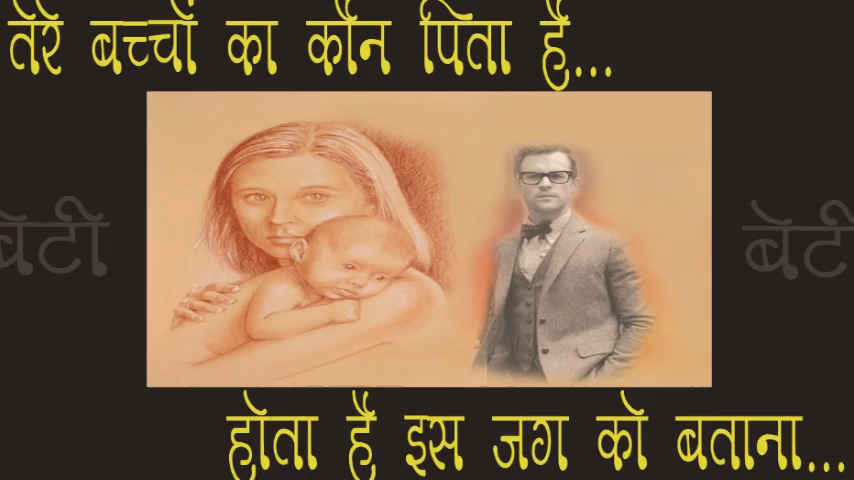 तेरे बच्चों का कौन पिता है...
बेटी
बेटी
होता है इस जग को बताना...